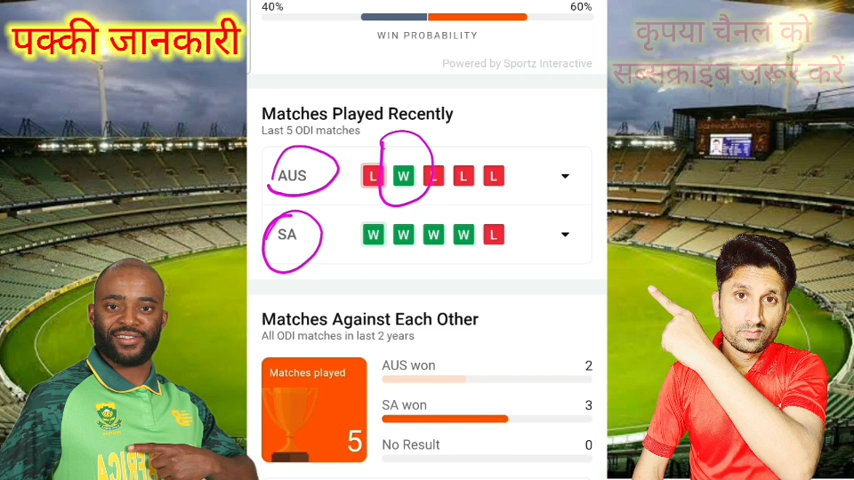 40% 60%
पक्की जानकारी
WIN PROBABILITY
कृपया चैनल को
सब्सक्राइब ज़रूर करें
Powered by Sportz Interactive
Matches Played Recently
Last 5 ODI matches
AUS L W L L L
SA W W W W L
Matches Against Each Other
All ODI matches in last 2 years
Matches played
5
AUS won 2
SA won 3
No Result 0